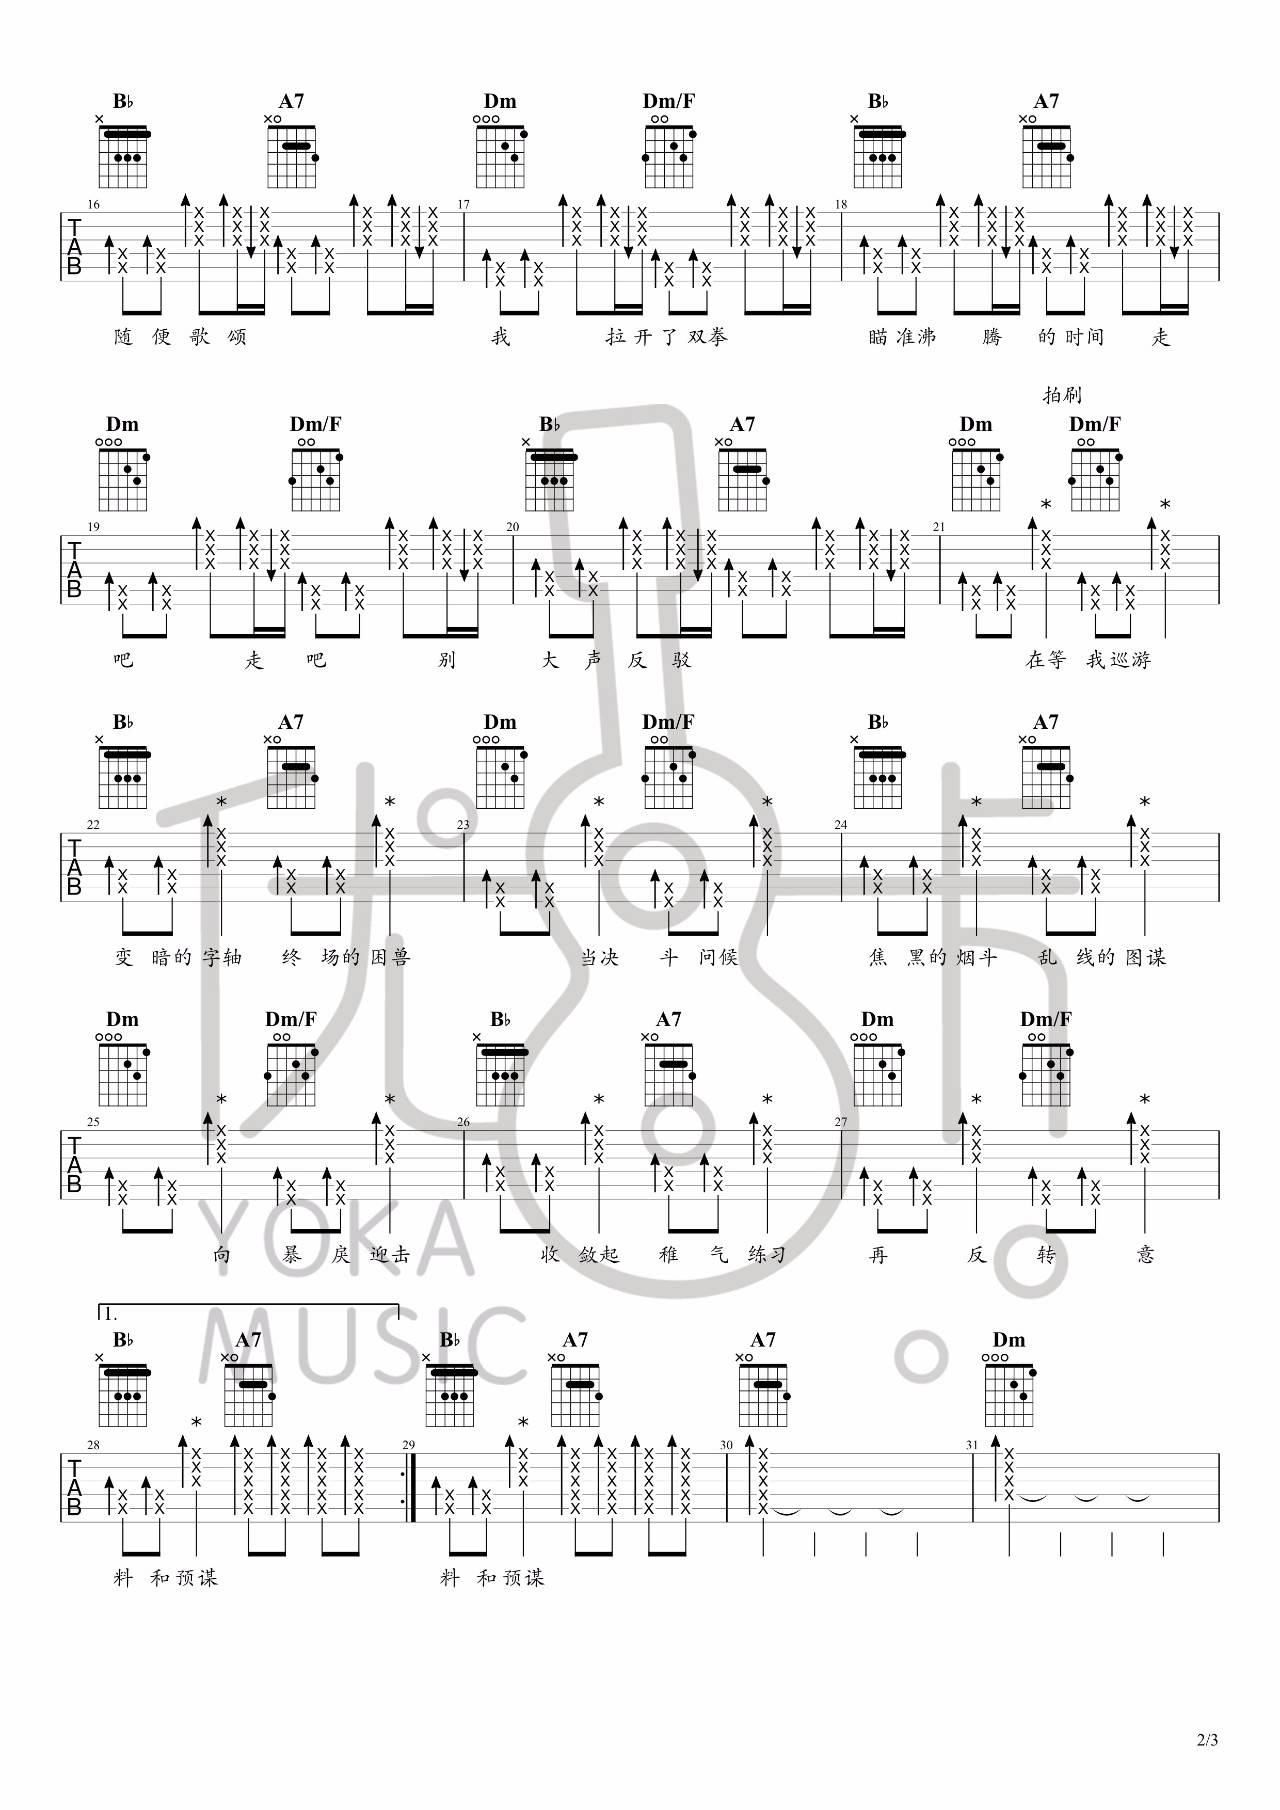 B♭ A7 Dm Dm/F B♭ A7
16 17 18
TAB
随便歌颂 我 拉开了双拳 瞄准沸腾的时间走
拍刷
Dm Dm/F B♭ A7 Dm Dm/F
19 20 21
TAB
吧 走吧 别 大声反驳 在等我巡游
B♭ A7 Dm Dm/F B♭ A7
22 23 24
TAB
变暗的字轴 终场的困兽 当决斗问候 焦黑的烟斗 乱线的图谋
Dm Dm/F B♭ A7 Dm Dm/F
25 26 27
TAB
向暴戾迎击 收敛起稚气练习 再反转意
1.
B♭ A7 B♭ A7 A7 Dm
28 29 30 31
TAB
料和预谋 料和预谋
YOKA
MUSIC
2/3